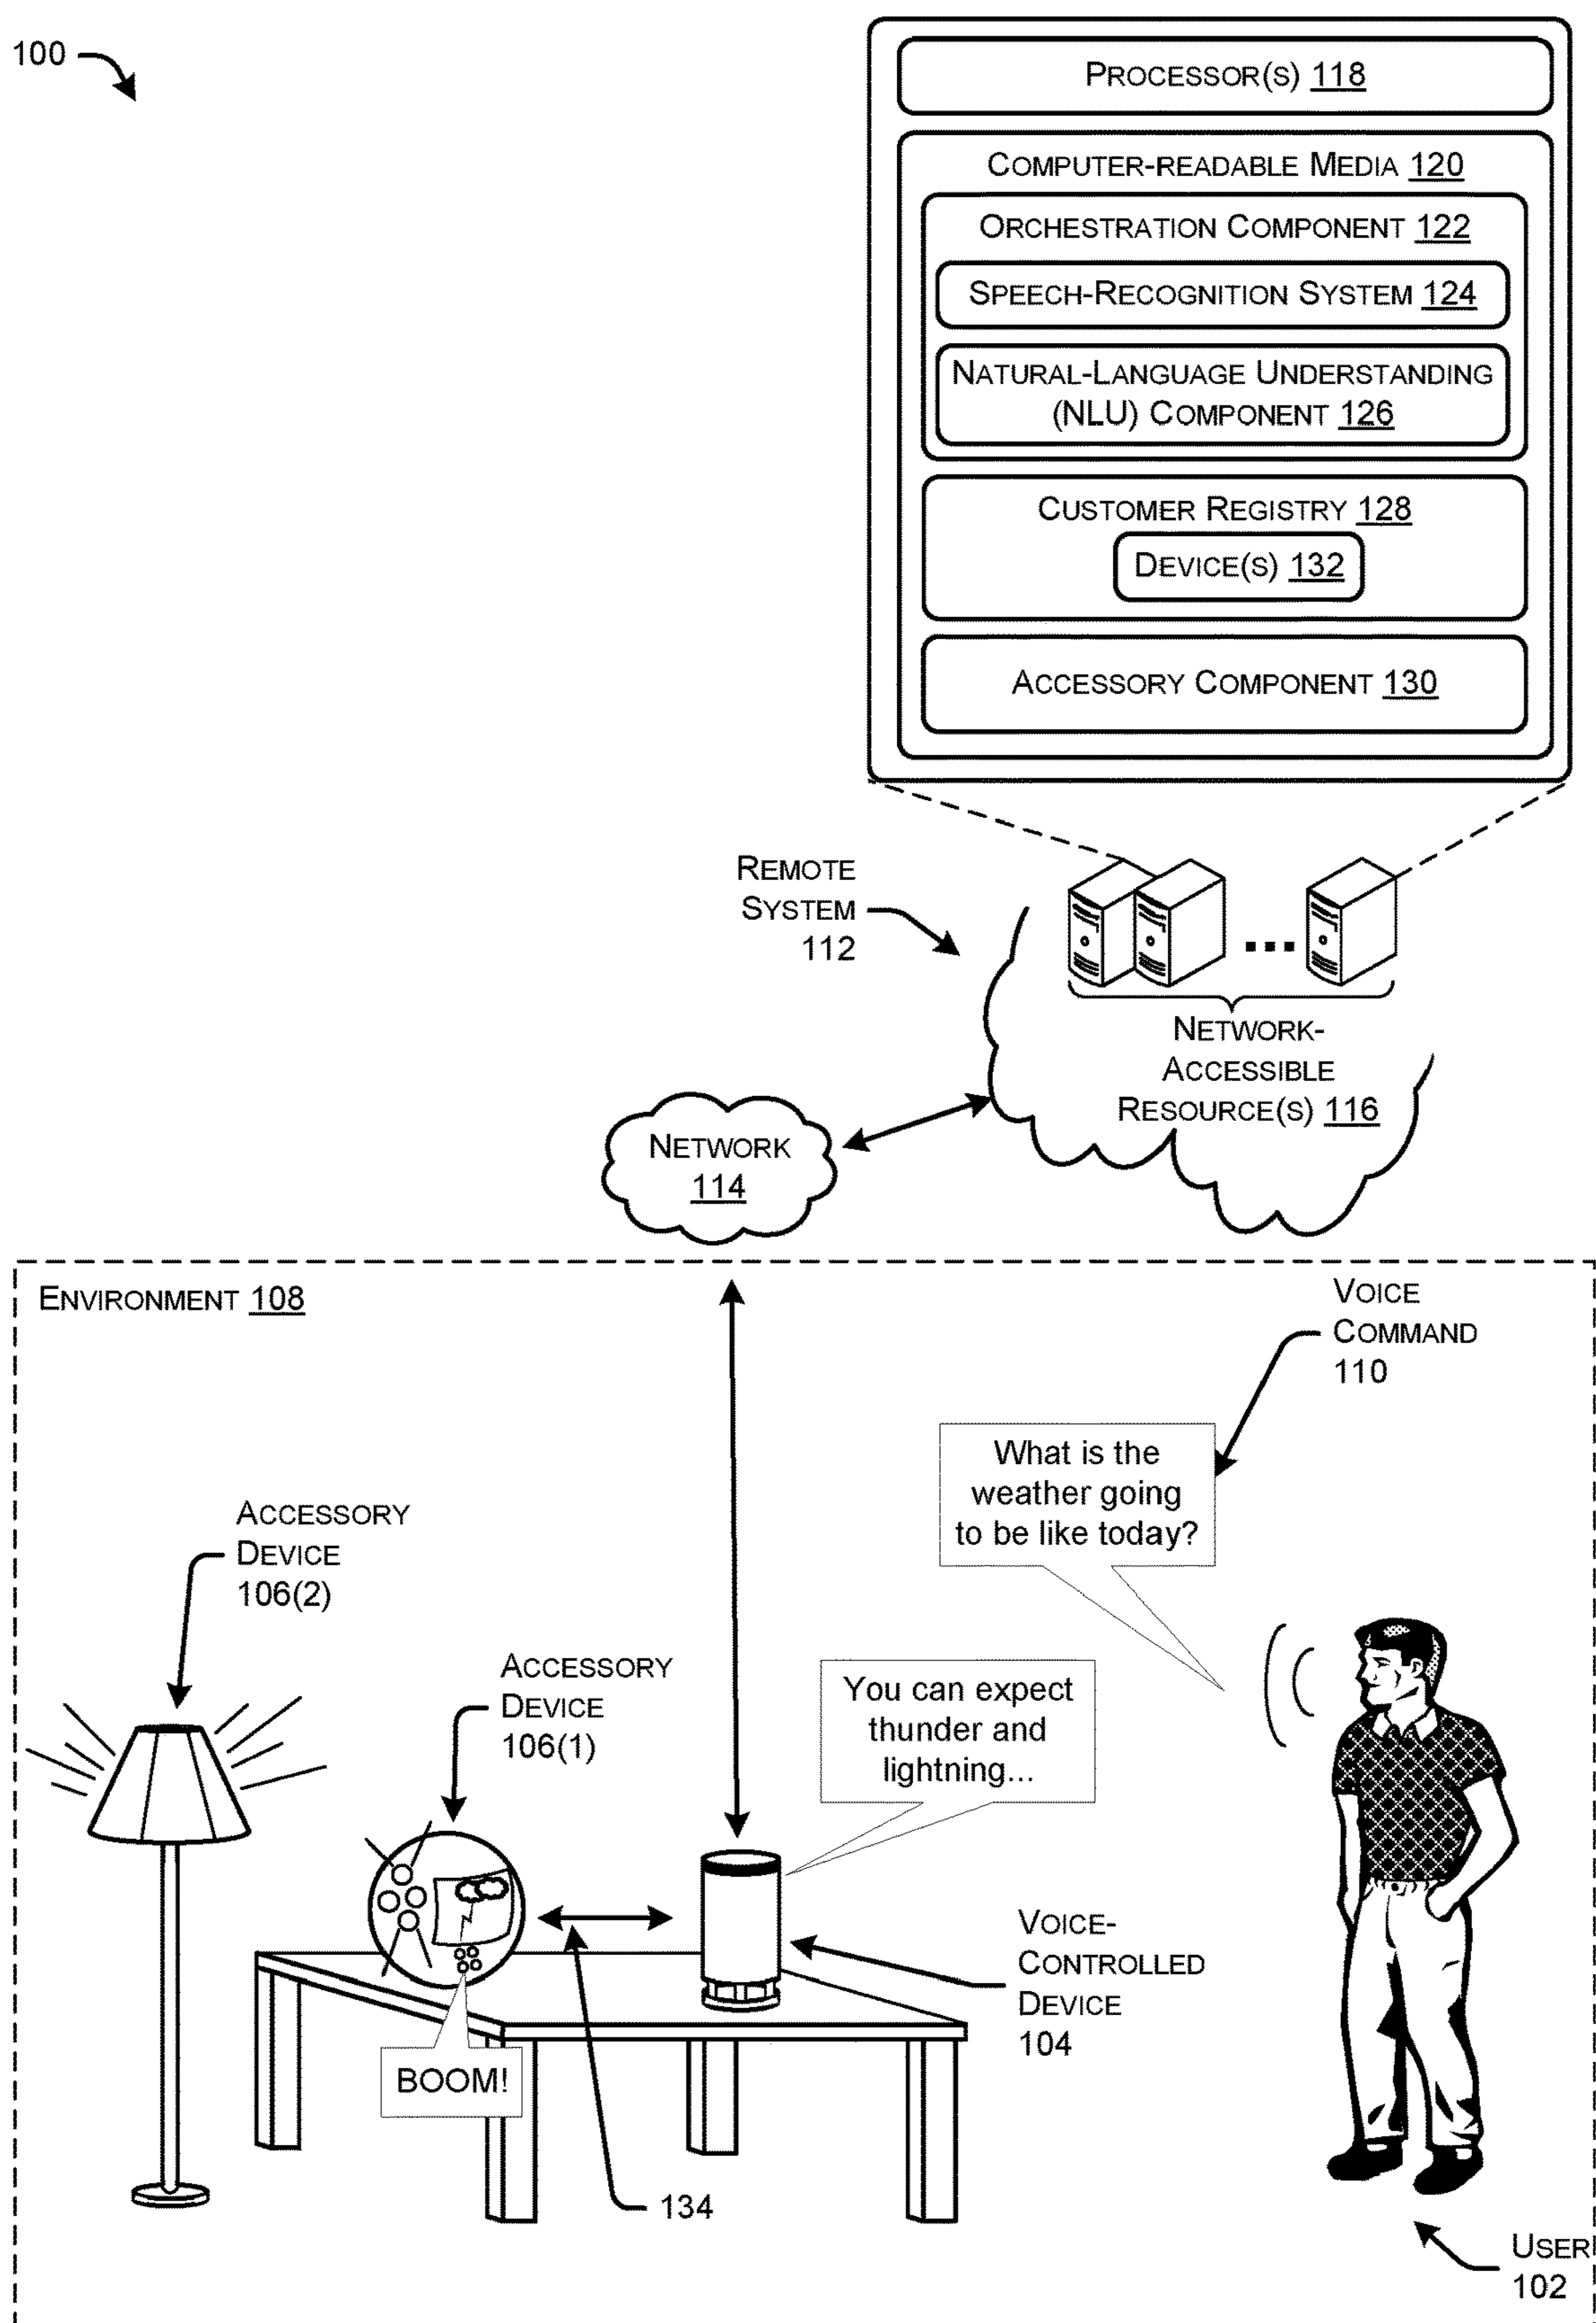 100
PROCESSOR(S) 118
COMPUTER-READABLE MEDIA 120
ORCHESTRATION COMPONENT 122
SPEECH-RECOGNITION SYSTEM 124
NATURAL-LANGUAGE UNDERSTANDING
(NLU) COMPONENT 126
CUSTOMER REGISTRY 128
DEVICE(S) 132
ACCESSORY COMPONENT 130
REMOTE
SYSTEM
112
NETWORK-
ACCESSIBLE
RESOURCE(S) 116
NETWORK
114
ENVIRONMENT 108
VOICE
COMMAND
110
What is the
weather going
to be like today?
ACCESSORY
DEVICE
106(2)
ACCESSORY
DEVICE
106(1)
You can expect
thunder and
lightning...
VOICE-
CONTROLLED
DEVICE
104
BOOM!
134
USER
102